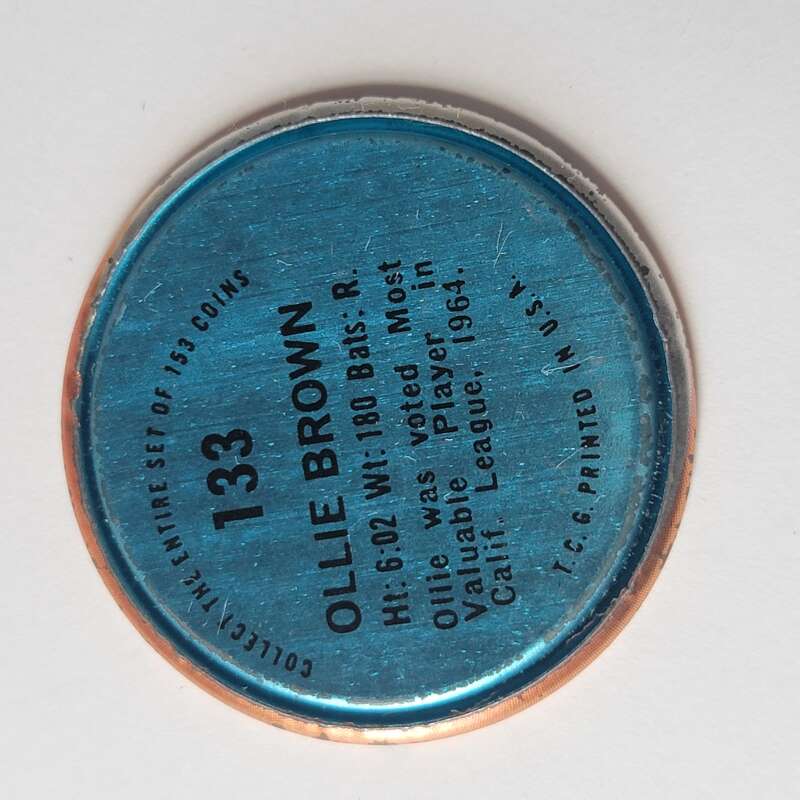 COLLECT THE ENTIRE SET OF 153 COINS
133
OLLIE BROWN
Ht: 6:02 Wt: 180 Bats: R.
Ollie was voted Most
Valuable Player in
Calif. League, 1964.
T.C.G. PRINTED IN U.S.A.